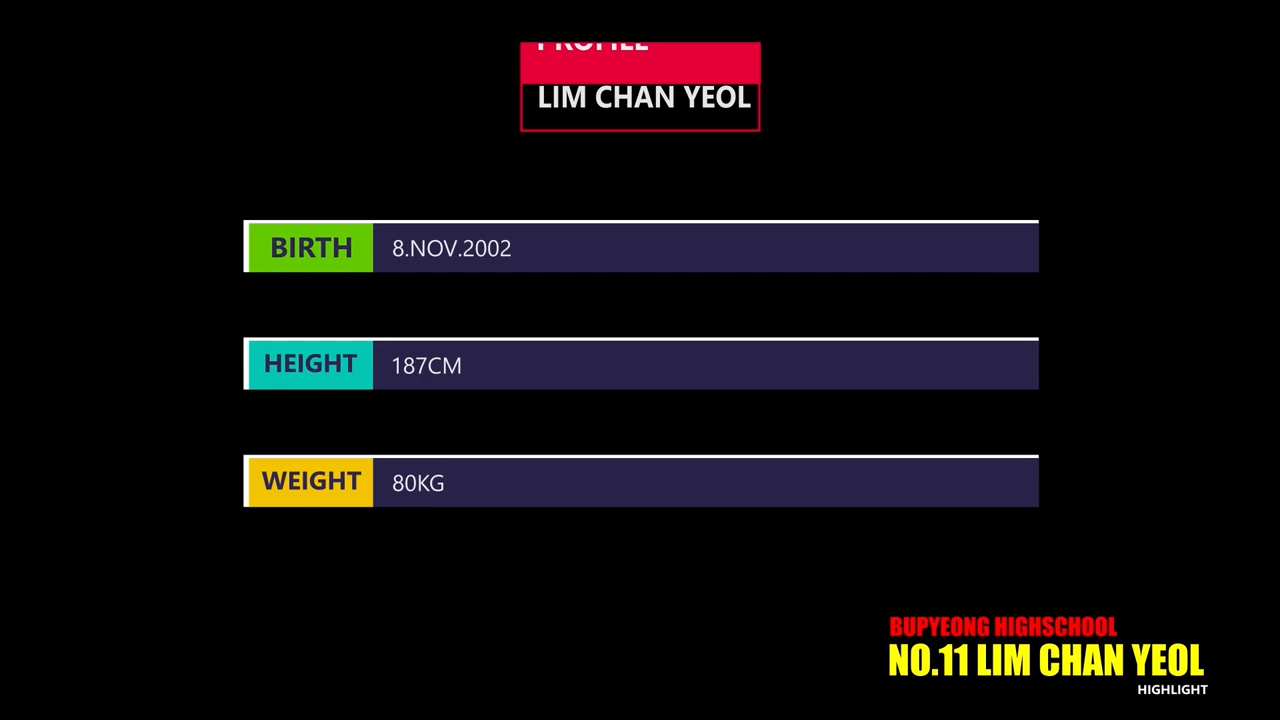 PROFILE
LIM CHAN YEOL
BIRTH 8.NOV.2002
HEIGHT 187CM
WEIGHT 80KG
BUPYEONG HIGHSCHOOL
NO.11 LIM CHAN YEOL
HIGHLIGHT